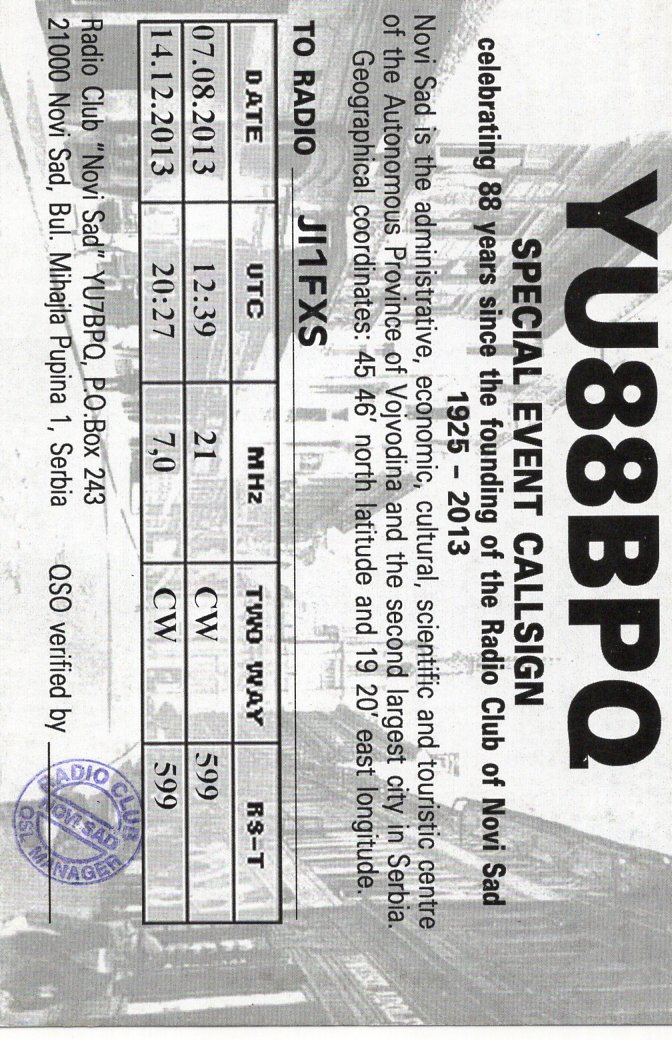 YU88BPQ
SPECIAL EVENT CALLSIGN
celebrating 88 years since the founding of the Radio Club of Novi Sad
1925 – 2013
Novi Sad is the administrative, economic, cultural, scientific and touristic centre
of the Autonomous Province of Vojvodina and the second largest city in Serbia.
Geographical coordinates: 45 46' north latitude and 19 20' east longitude.
TO RADIO JI1FXS
DATE UTC MHz TWO WAY RS-T
07.08.2013 12:39 21 CW 599
14.12.2013 20:27 7,0 CW 599
Radio Club "Novi Sad" YU7BPQ, P.O.Box 243
21000 Novi Sad, Bul. Mihajla Pupina 1, Serbia QSO verified by
RADIO CLUB
NOVI SAD
QSL MANAGER